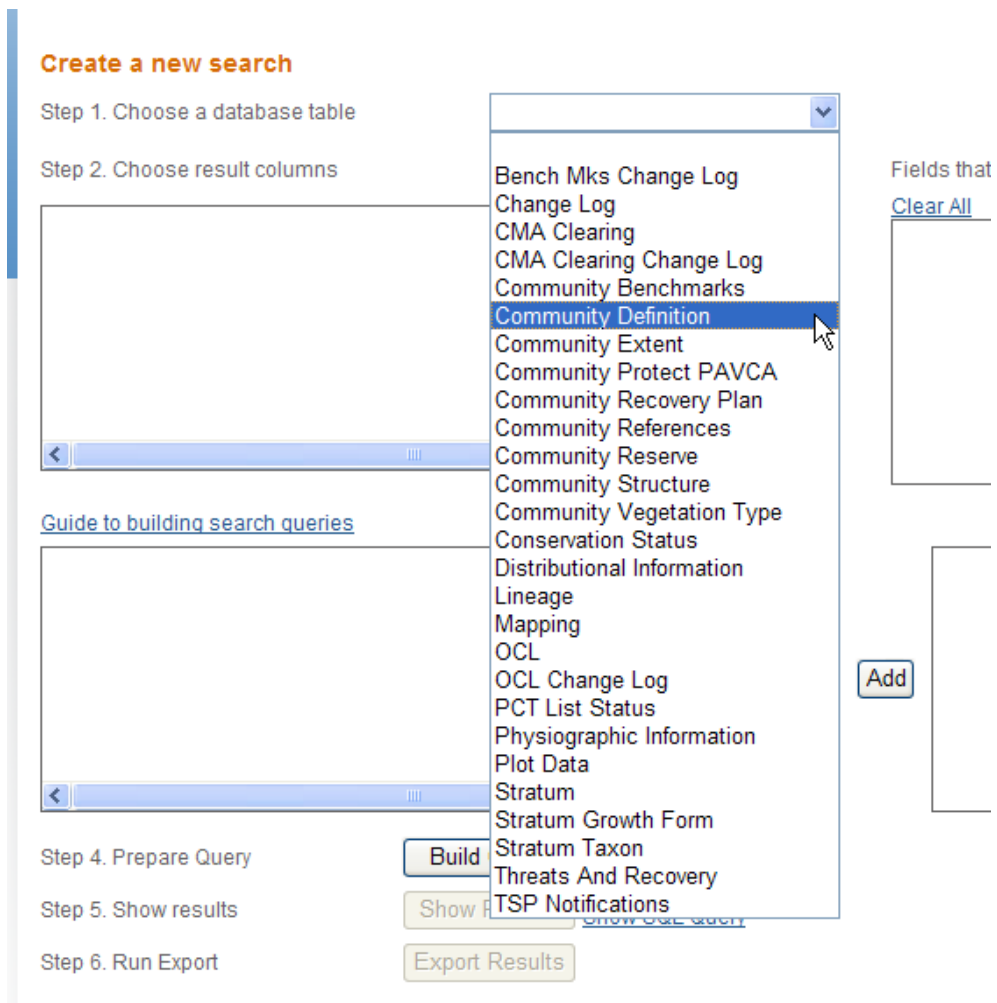 Create a new search
Step 1. Choose a database table
Step 2. Choose result columns
Fields that
Clear All
Bench Mks Change Log
Change Log
CMA Clearing
CMA Clearing Change Log
Community Benchmarks
Community Definition
Community Extent
Community Protect PAVCA
Community Recovery Plan
Community References
Community Reserve
Community Structure
Community Vegetation Type
Conservation Status
Distributional Information
Lineage
Mapping
OCL
OCL Change Log
PCT List Status
Physiographic Information
Plot Data
Stratum
Stratum Growth Form
Stratum Taxon
Threats And Recovery
TSP Notifications
Guide to building search queries
Add
Step 4. Prepare Query
Build
Step 5. Show results
Show
Show SQL Query
Step 6. Run Export
Export Results